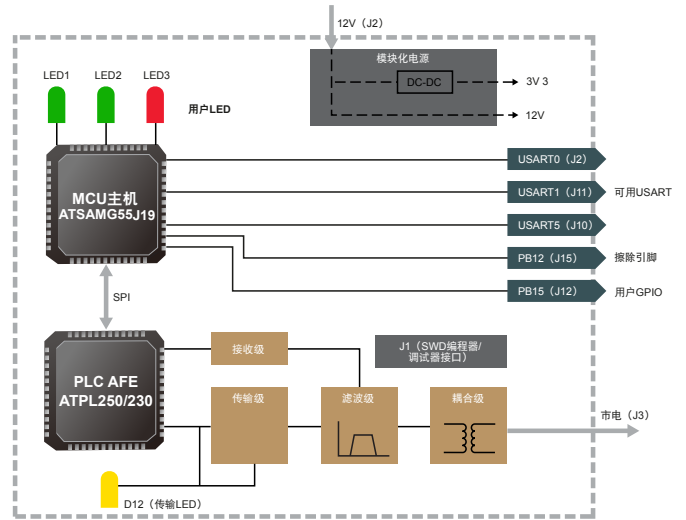 12V（J2）
模块化电源
DC-DC
3V 3
12V
LED1
LED2
LED3
用户LED
MCU主机
ATSAMG55J19
USART0（J2）
USART1（J11）
可用USART
USART5（J10）
PB12（J15）
擦除引脚
PB15（J12）
用户GPIO
SPI
PLC AFE
ATPL250/230
接收级
J1（SWD编程器/
调试器接口）
传输级
滤波级
耦合级
市电（J3）
D12（传输LED）